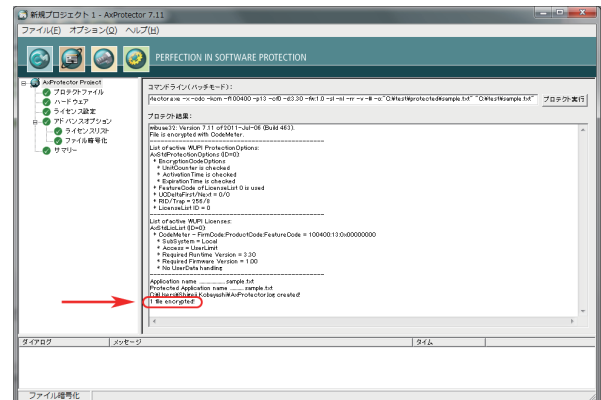 新規プロジェクト 1 - AxProtector 7.11
ファイル(F) オプション(O) ヘルプ(H)
PERFECTION IN SOFTWARE PROTECTION
AxProtector Project
プロテクトファイル
ハードウェア
ライセンス設定
アドバンスオプション
ライセンスリスト
ファイル暗号化
サマリー
コマンドライン(バッチモード):
プロテクト実行
プロテクト結果:
wibuse32: Version 7.11 of 2011-Jul-06 (Build 463).
File is encrypted with CodeMeter.
List of active WUPI Protection Options:
AxStdProtectionOptions (ID=0)
* EncryptionCodeOptions
* UnitCounter is checked
* ActivationTime is checked
* ExpirationTime is checked
* FeatureCode of LicenseList 0 is used
* UCDeltaFirst/Next = 0/0
* RID/Trap = 256/8
* LicenseList ID = 0
List of active WUPI Licenses:
AxStdLicList (ID=0)
* CodeMeter - FirmCode:ProductCode:FeatureCode = 100400:13:0x00000000
* SubSystem = Local
* Access = UserLimit
* Required Runtime Version = 3.30
* Required Firmware Version = 1.00
* No UserData handling
Application name ............... sample.txt
Protected Application name ........ sample.txt
C:¥Users¥Shinji.Kobayashi¥AxProtector.log created!
1 file encrypted!
ダイアログ メッセージ タイム
ファイル暗号化